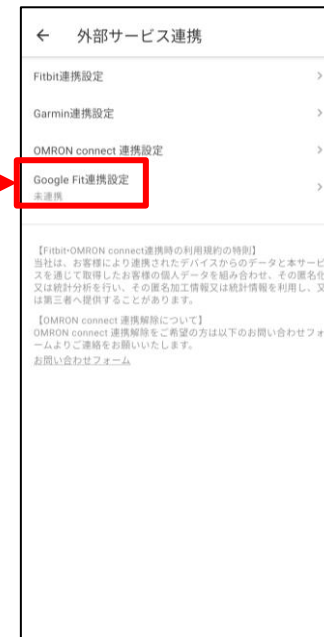 ← 外部サービス連携
Fitbit連携設定
Garmin連携設定
OMRON connect 連携設定
Google Fit連携設定
未連携
【Fitbit・OMRON connect連携時の利用規約の特則】
当社は、お客様により連携されたデバイスからのデータと本サービ
スを通じて取得したお客様の個人データを組み合わせ、その匿名化
又は統計分析を行い、その匿名加工情報又は統計情報を利用し、又
は第三者へ提供することがあります。
【OMRON connect 連携解除について】
OMRON connect 連携解除をご希望の方は以下のお問い合わせフォ
ームよりご連絡をお願いいたします。
お問い合わせフォーム